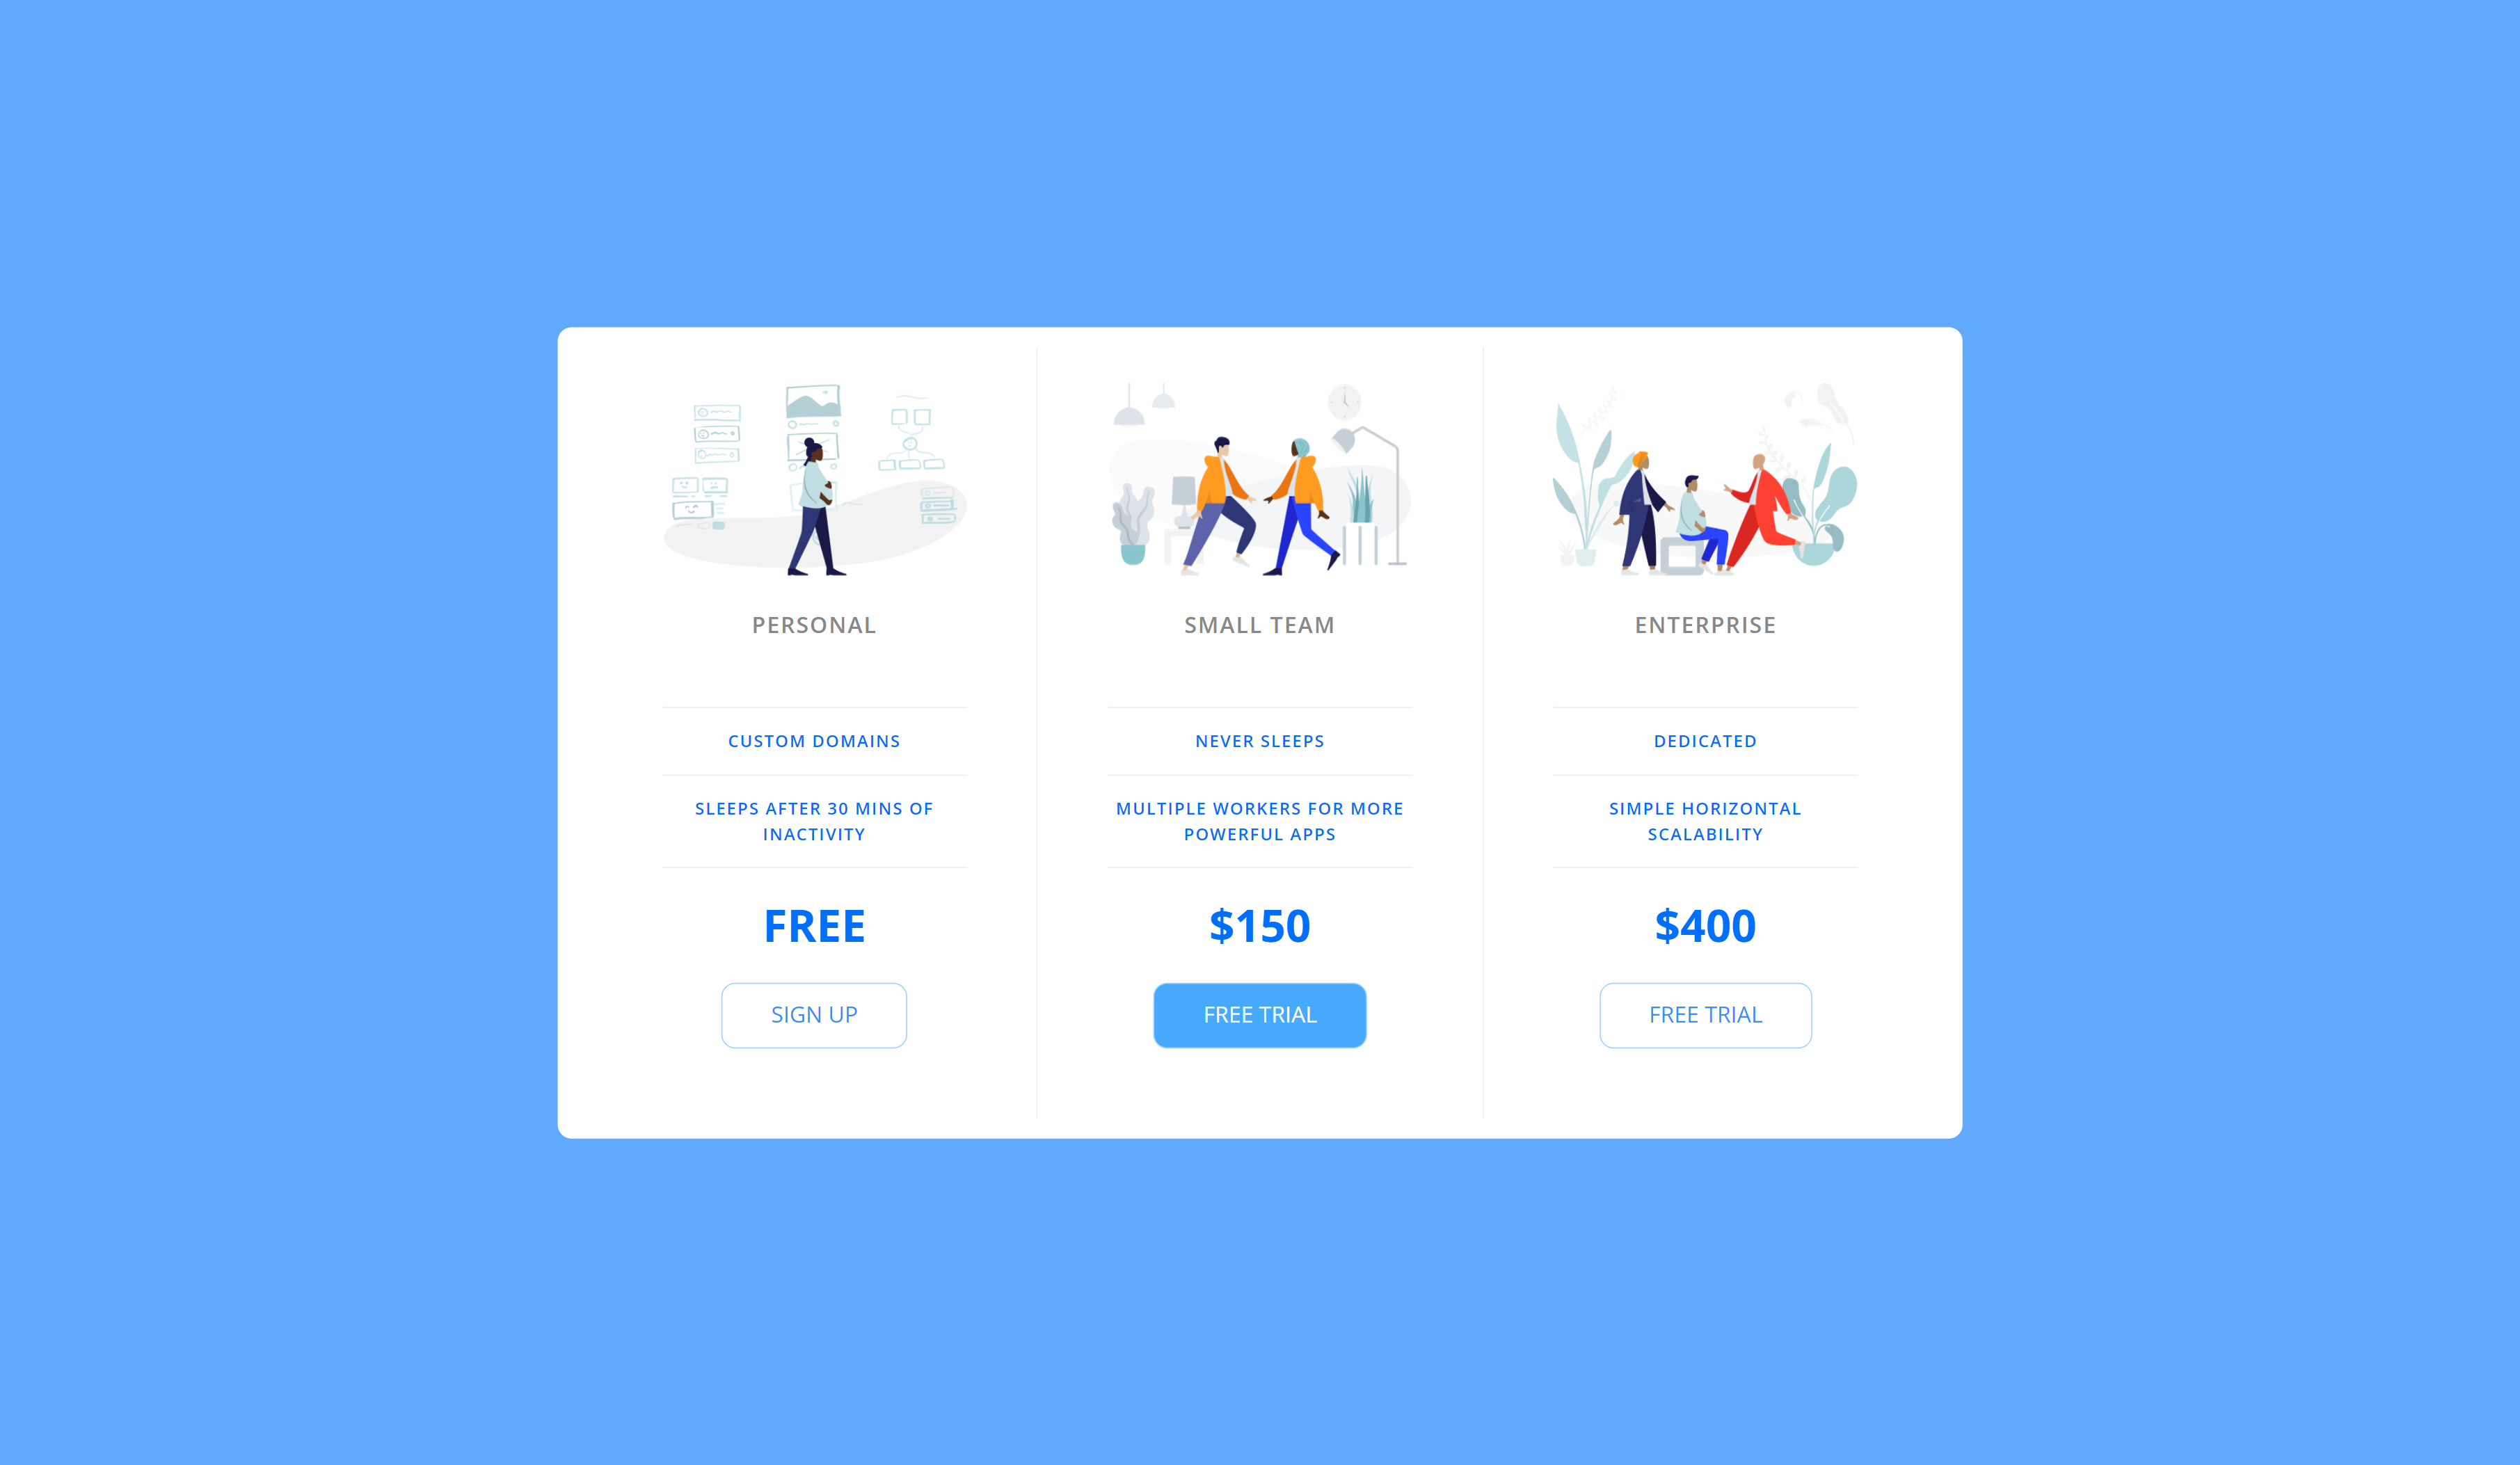 PERSONAL
CUSTOM DOMAINS
SLEEPS AFTER 30 MINS OF
INACTIVITY
FREE
SIGN UP
SMALL TEAM
NEVER SLEEPS
MULTIPLE WORKERS FOR MORE
POWERFUL APPS
$150
FREE TRIAL
ENTERPRISE
DEDICATED
SIMPLE HORIZONTAL
SCALABILITY
$400
FREE TRIAL